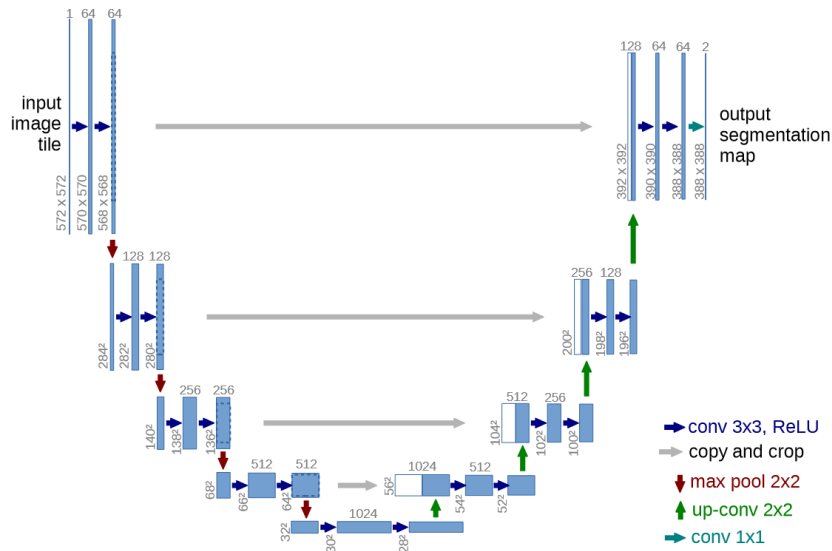 1 64 64
128 64 64 2
input
image
tile
output
segmentation
map
572 x 572
570 x 570
568 x 568
392 x 392
390 x 390
388 x 388
388 x 388
128 128
256 128
284²
282²
280²
200²
198²
196²
256 256
512 256
140²
138²
136²
104²
102²
100²
512 512
1024 512
68²
66²
64²
56²
54²
52²
1024
32²
30²
28²
conv 3x3, ReLU
copy and crop
max pool 2x2
up-conv 2x2
conv 1x1